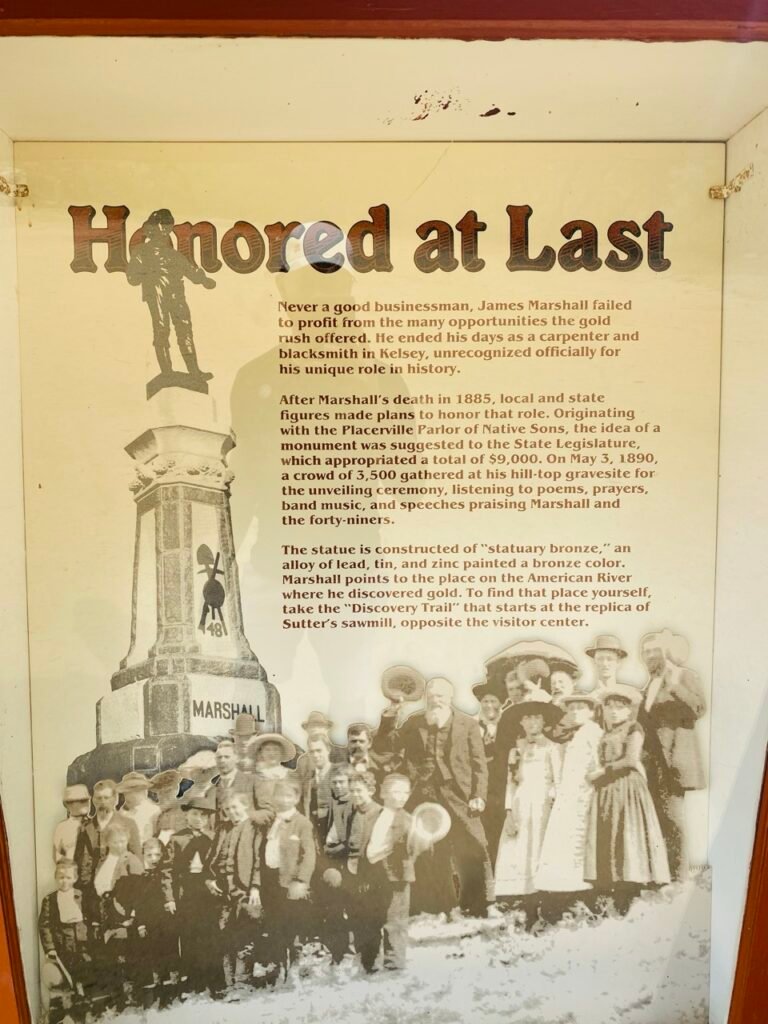 Honored at Last
Never a good businessman, James Marshall failed
to profit from the many opportunities the gold
rush offered. He ended his days as a carpenter and
blacksmith in Kelsey, unrecognized officially for
his unique role in history.
After Marshall's death in 1885, local and state
figures made plans to honor that role. Originating
with the Placerville Parlor of Native Sons, the idea of a
monument was suggested to the State Legislature,
which appropriated a total of $9,000. On May 3, 1890,
a crowd of 3,500 gathered at his hill-top gravesite for
the unveiling ceremony, listening to poems, prayers,
band music, and speeches praising Marshall and
the forty-niners.
The statue is constructed of "statuary bronze," an
alloy of lead, tin, and zinc painted a bronze color.
Marshall points to the place on the American River
where he discovered gold. To find that place yourself,
take the "Discovery Trail" that starts at the replica of
Sutter's sawmill, opposite the visitor center.
48
MARSHALL